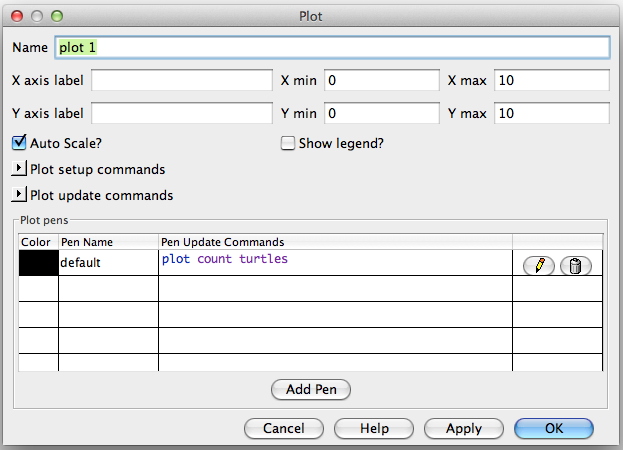 Plot
Name plot 1
X axis label X min 0 X max 10
Y axis label Y min 0 Y max 10
Auto Scale? Show legend?
Plot setup commands
Plot update commands
Plot pens
Color Pen Name Pen Update Commands
default plot count turtles
Add Pen
Cancel Help Apply OK